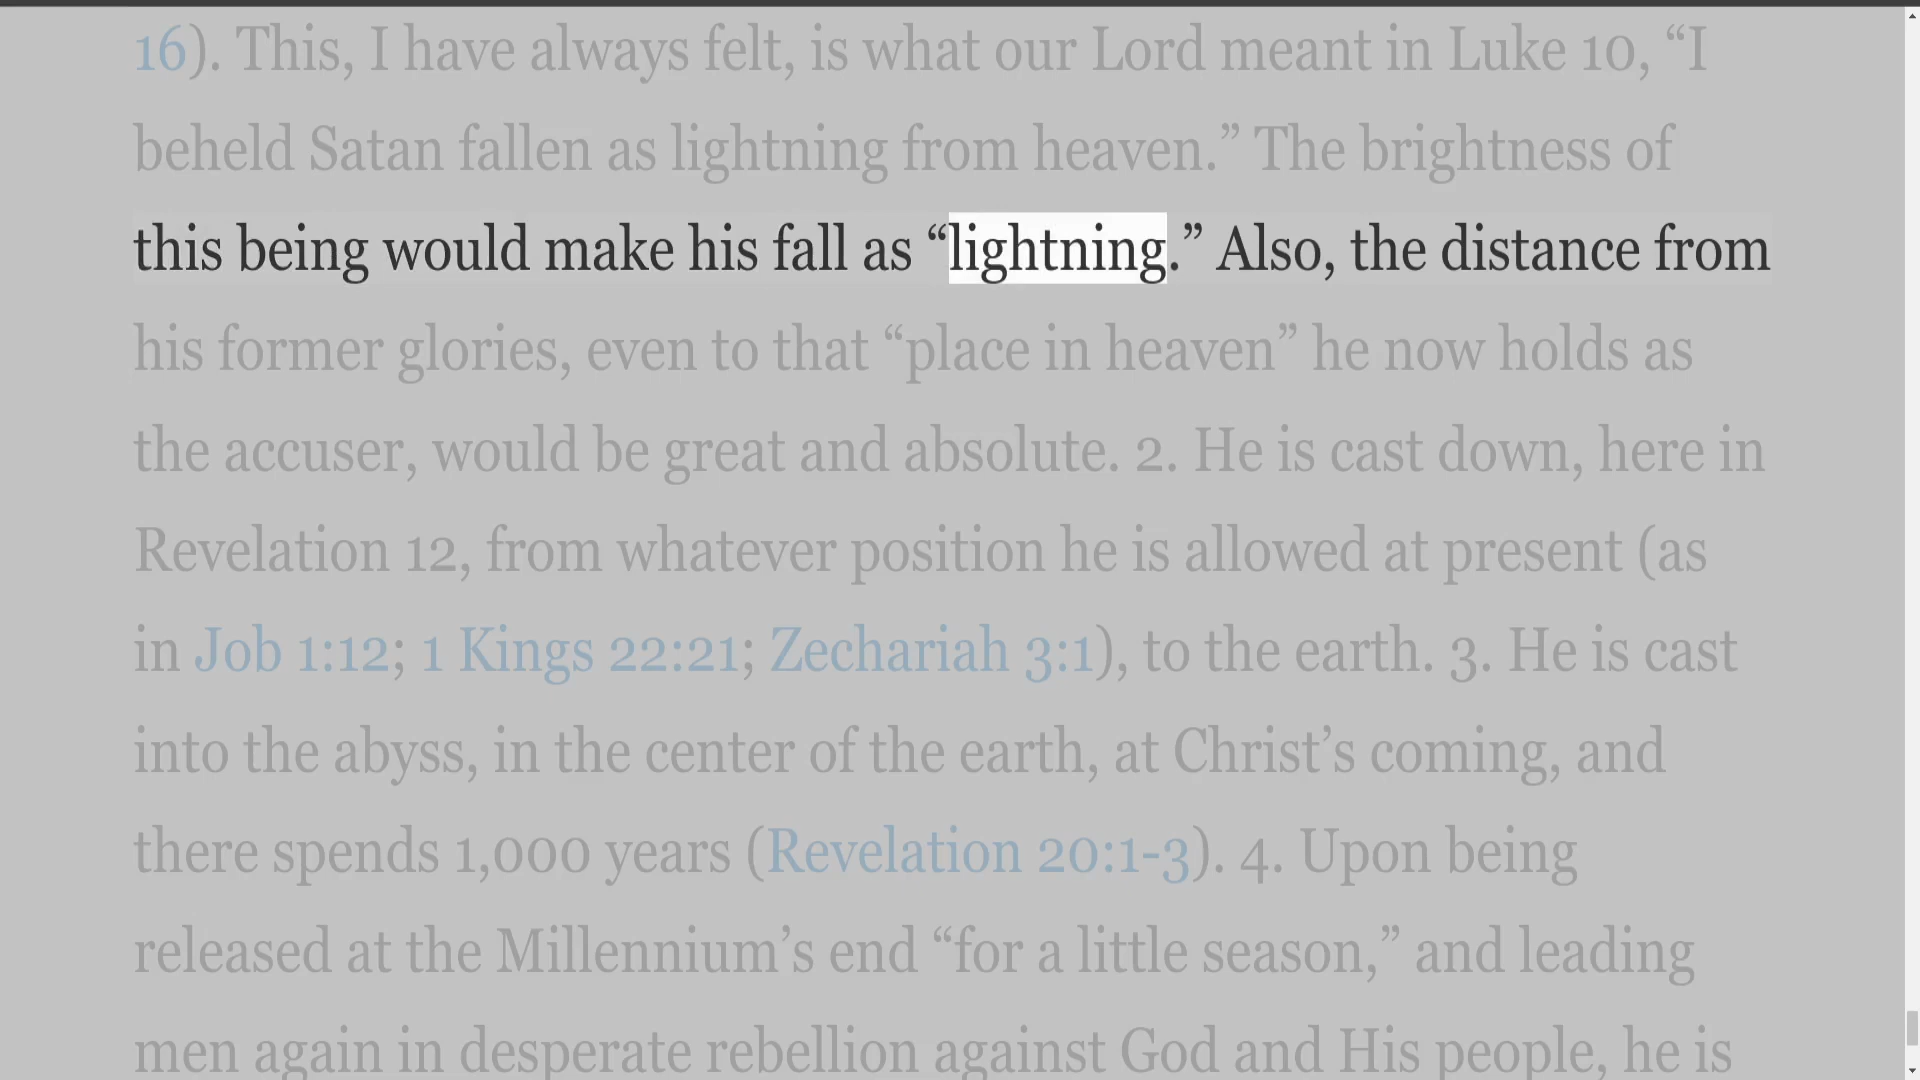 16). This, I have always felt, is what our Lord meant in Luke 10, “I
beheld Satan fallen as lightning from heaven.” The brightness of
this being would make his fall as “lightning.” Also, the distance from
his former glories, even to that “place in heaven” he now holds as
the accuser, would be great and absolute. 2. He is cast down, here in
Revelation 12, from whatever position he is allowed at present (as
in Job 1:12; 1 Kings 22:21; Zechariah 3:1), to the earth. 3. He is cast
into the abyss, in the center of the earth, at Christ’s coming, and
there spends 1,000 years (Revelation 20:1-3). 4. Upon being
released at the Millennium’s end “for a little season,” and leading
men again in desperate rebellion against God and His people, he is